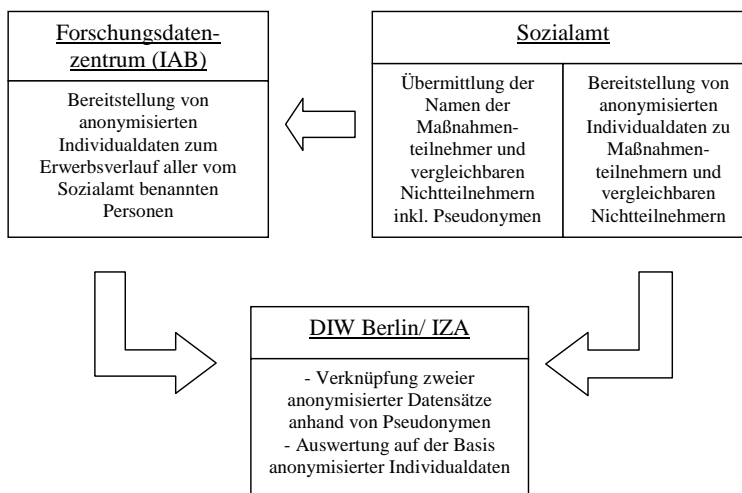 Forschungsdaten-
zentrum (IAB)
Bereitstellung von
anonymisierten
Individualdaten zum
Erwerbsverlauf aller vom
Sozialamt benannten
Personen
Sozialamt
Übermittlung der
Namen der
Maßnahmen-
teilnehmer und
vergleichbaren
Nichtteilnehmern
inkl. Pseudonymen
Bereitstellung von
anonymisierten
Individualdaten zu
Maßnahmen-
teilnehmern und
vergleichbaren
Nichtteilnehmern
DIW Berlin/ IZA
- Verknüpfung zweier
anonymisierter Datensätze
anhand von Pseudonymen
- Auswertung auf der Basis
anonymisierter Individualdaten